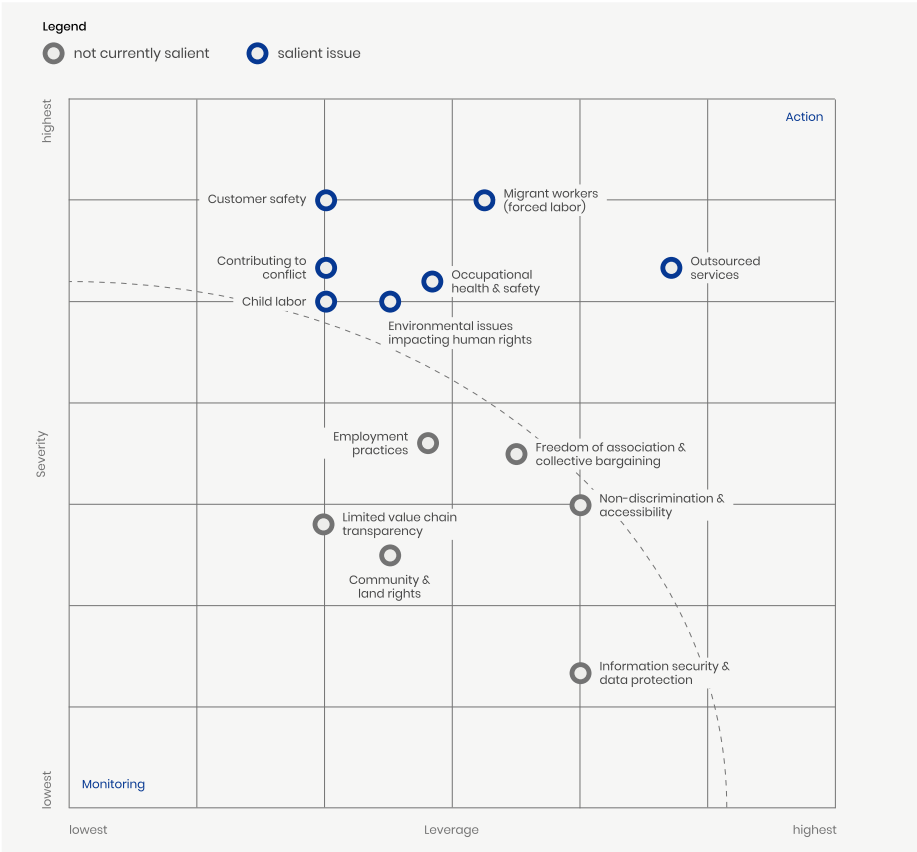 Legend
not currently salient
salient issue
highest
Action
Customer safety
Migrant workers
(forced labor)
Contributing to
conflict
Outsourced
services
Occupational
health & safety
Child labor
Environmental issues
impacting human rights
Severity
Employment
practices
Freedom of association &
collective bargaining
Non-discrimination &
accessibility
Limited value chain
transparency
Community &
land rights
Information security &
data protection
lowest
Monitoring
lowest
Leverage
highest